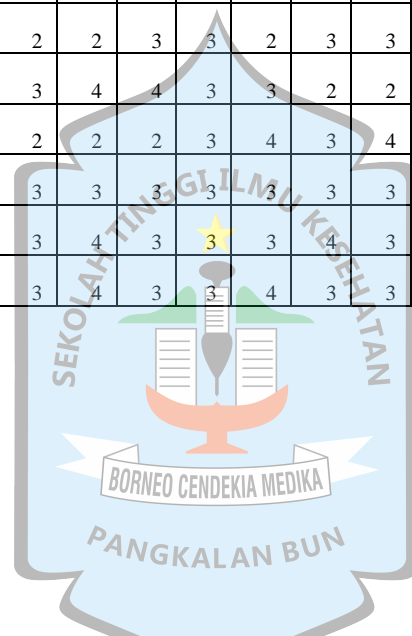 2 2 3 3 2 3 3
3 4 4 3 3 2 2
2 2 2 3 4 3 4
3 3 3 3 3 3 3
3 4 3 3 3 4 3
3 4 3 3 4 3 3
SEKOLAH TINGGI ILMU KESEHATAN
BORNEO CENDEKIA MEDIKA
PANGKALAN BUN